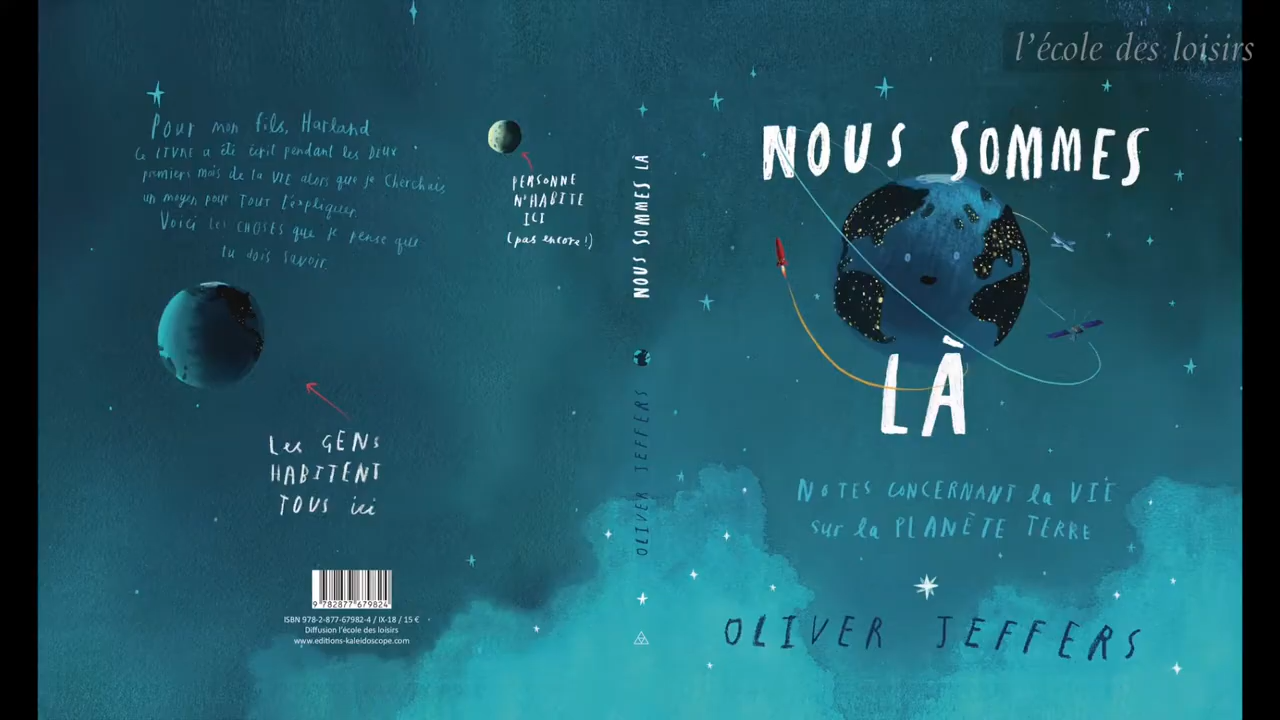 l'école des loisirs
Pour mon fils, Harland
Ce LIVRE a été écrit pendant les DEUX
premiers mois de la VIE alors que je cherchais
un moyen pour TOUT t'expliquer.
Voici les CHOSES que je pense que
tu dois savoir.
PERSONNE
N'HABITE
ICI
(pas encore!)
Les GENS
HABITENT
TOUS ici
9 782877 679824
ISBN 978-2-877-67982-4 / IX-18 / 15 €
Diffusion l'école des loisirs
www.editions-kaleidoscope.com
NOUS SOMMES LÀ
OLIVER JEFFERS
NOUS SOMMES
LÀ
NOTES CONCERNANT la VIE
sur la PLANÈTE TERRE
OLIVER JEFFERS